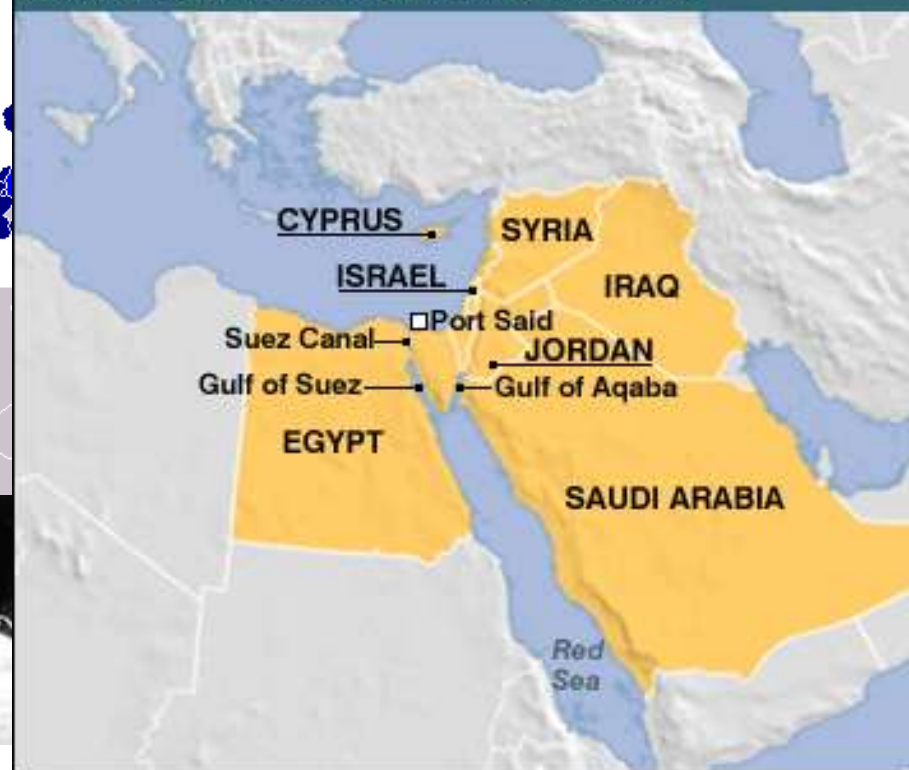 CYPRUS
SYRIA
ISRAEL
IRAQ
Port Said
Suez Canal
JORDAN
Gulf of Suez
Gulf of Aqaba
EGYPT
SAUDI ARABIA
Red
Sea